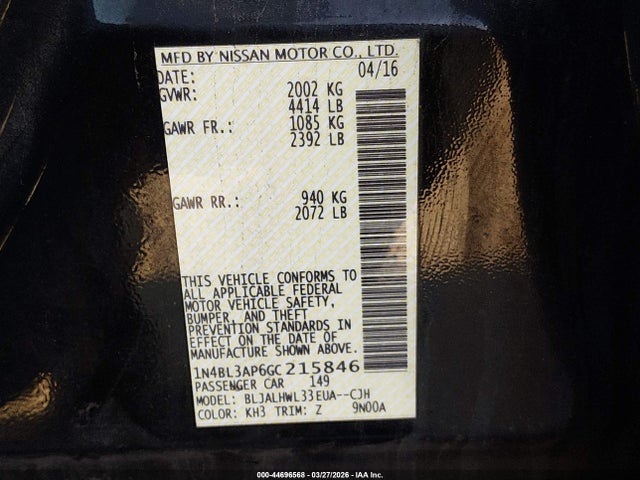 MFD BY NISSAN MOTOR CO., LTD.
DATE: 04/16
GVWR: 2002 KG
4414 LB
GAWR FR.: 1085 KG
2392 LB
GAWR RR.: 940 KG
2072 LB
THIS VEHICLE CONFORMS TO
ALL APPLICABLE FEDERAL
MOTOR VEHICLE SAFETY,
BUMPER, AND THEFT
PREVENTION STANDARDS IN
EFFECT ON THE DATE OF
MANUFACTURE SHOWN ABOVE.
1N4BL3AP6GC215846
PASSENGER CAR 149
MODEL: BLJALHWL33EUA--CJH
COLOR: KH3 TRIM: Z 9N00A
000-44696568 - 03/27/2026 - IAA Inc.